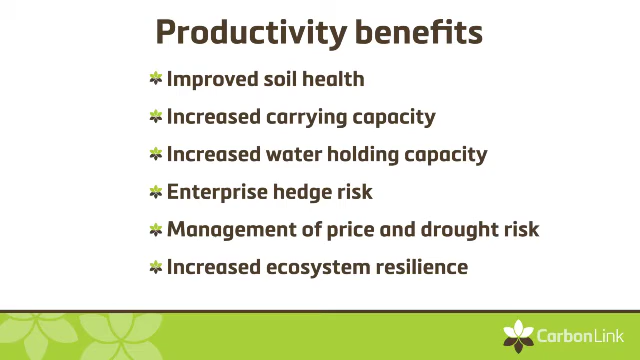 Productivity benefits
Improved soil health
Increased carrying capacity
Increased water holding capacity
Enterprise hedge risk
Management of price and drought risk
Increased ecosystem resilience
CarbonLink